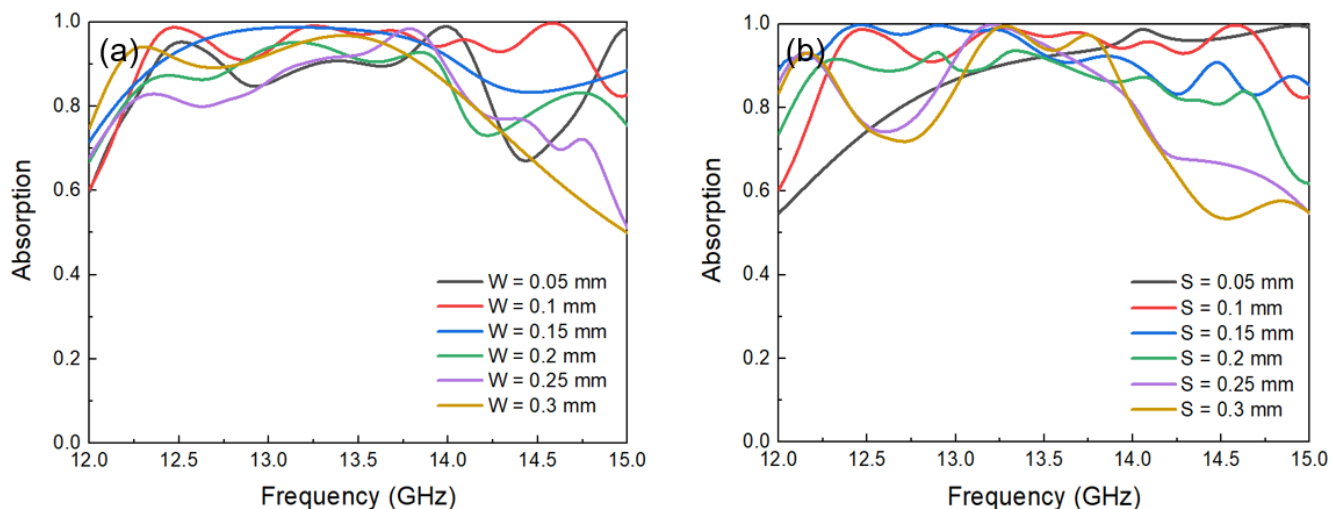 (a)
Absorption
1.0
0.8
0.6
0.4
0.2
0.0
W = 0.05 mm
W = 0.1 mm
W = 0.15 mm
W = 0.2 mm
W = 0.25 mm
W = 0.3 mm
12.0 12.5 13.0 13.5 14.0 14.5 15.0
Frequency (GHz)
(b)
Absorption
1.0
0.8
0.6
0.4
0.2
0.0
S = 0.05 mm
S = 0.1 mm
S = 0.15 mm
S = 0.2 mm
S = 0.25 mm
S = 0.3 mm
12.0 12.5 13.0 13.5 14.0 14.5 15.0
Frequency (GHz)